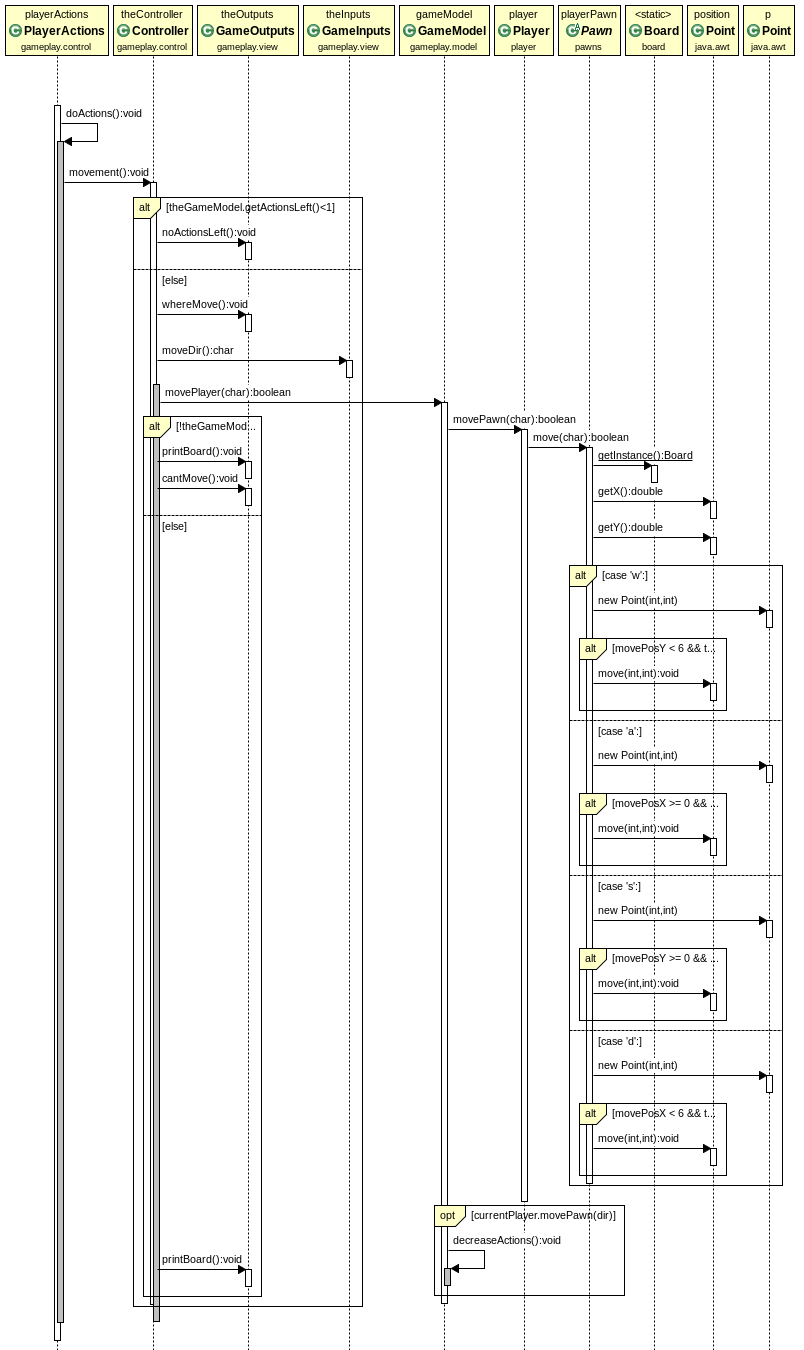 playerActions
PlayerActions
gameplay.control
theController
Controller
gameplay.control
theOutputs
GameOutputs
gameplay.view
theInputs
GameInputs
gameplay.view
gameModel
GameModel
gameplay.model
player
Player
player
playerPawn
Pawn
pawns
<static>
Board
board
position
Point
java.awt
p
Point
java.awt
doActions():void
movement():void
alt [theGameModel.getActionsLeft()<1]
noActionsLeft():void
[else]
whereMove():void
moveDir():char
movePlayer(char):boolean
alt [!theGameMod...
movePawn(char):boolean
move(char):boolean
printBoard():void
getInstance():Board
cantMove():void
getX():double
[else]
getY():double
alt [case 'w':]
new Point(int,int)
alt [movePosY < 6 && t...
move(int,int):void
[case 'a':]
new Point(int,int)
alt [movePosX >= 0 && ...
move(int,int):void
[case 's':]
new Point(int,int)
alt [movePosY >= 0 && ...
move(int,int):void
[case 'd':]
new Point(int,int)
alt [movePosX < 6 && t...
move(int,int):void
opt [currentPlayer.movePawn(dir)]
decreaseActions():void
printBoard():void